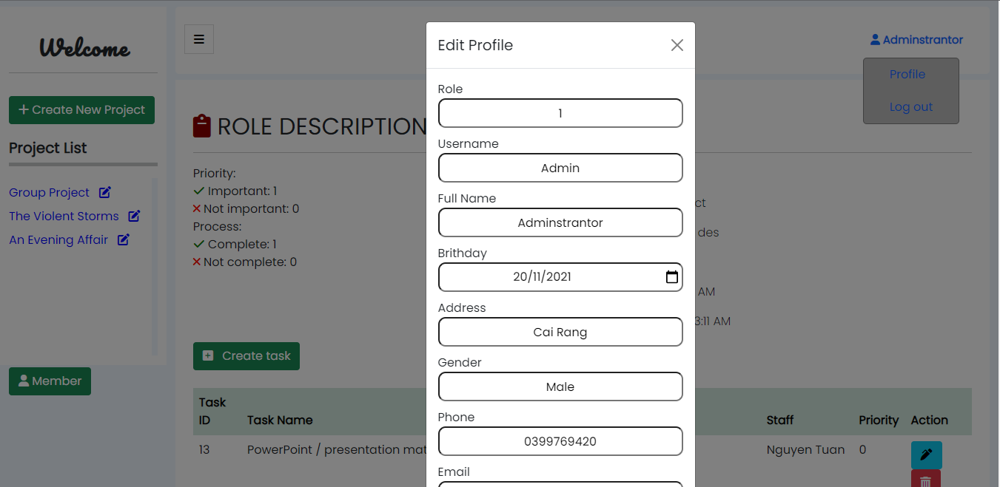 Welcome
Create New Project
Project List
Group Project
The Violent Storms
An Evening Affair
Member
Adminstrantor
Profile
Log out
ROLE DESCRIPTION
Priority:
Important: 1
Not important: 0
Process:
Complete: 1
Not complete: 0
ct
des
AM
3:11 AM
Create task
Task ID Task Name Staff Priority Action
13 PowerPoint / presentation mat Nguyen Tuan 0
Edit Profile
Role
1
Username
Admin
Full Name
Adminstrantor
Brithday
20/11/2021
Address
Cai Rang
Gender
Male
Phone
0399769420
Email